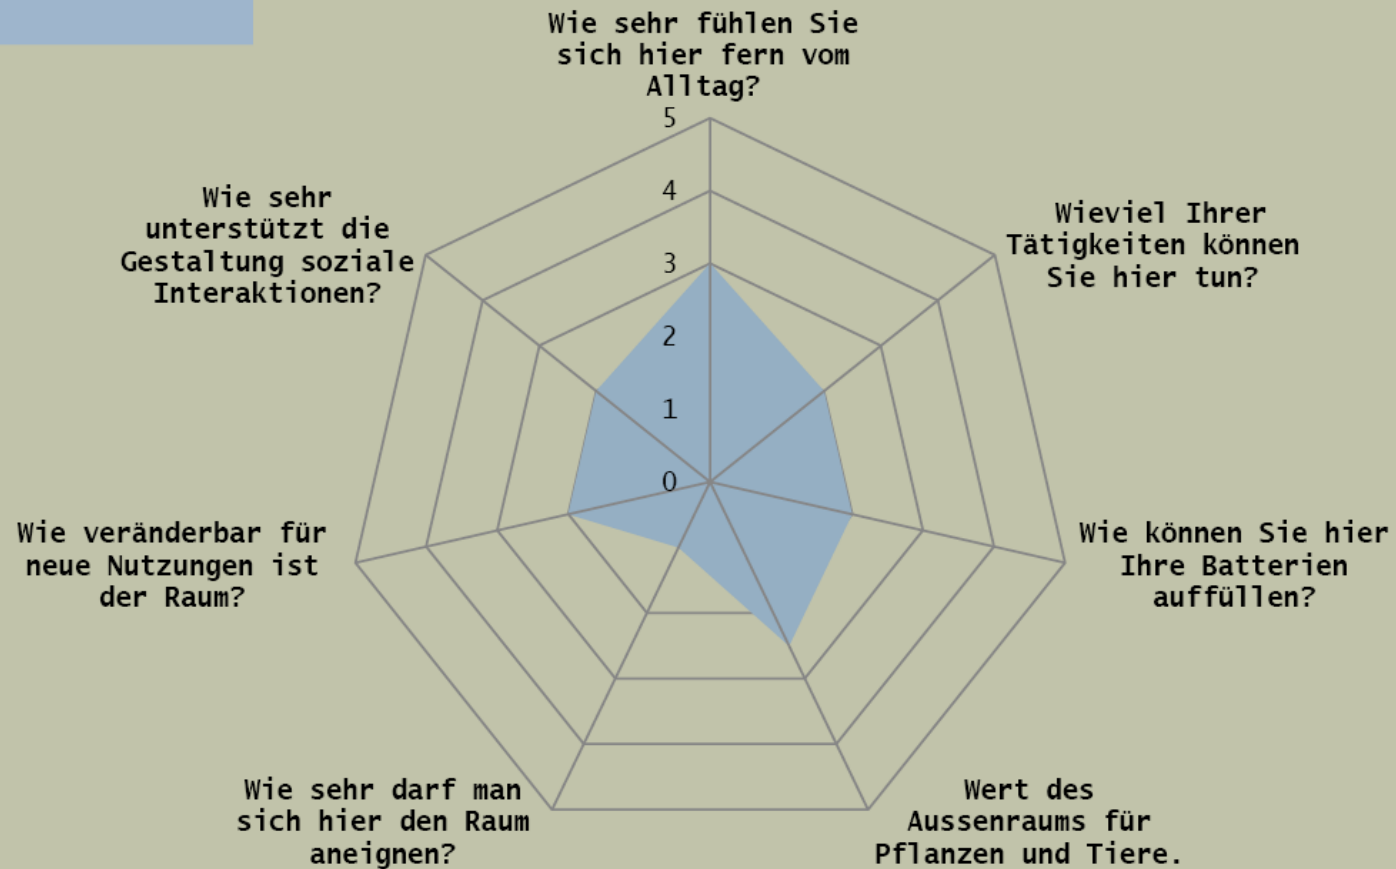 Wie sehr fühlen Sie
sich hier fern vom
Alltag?
5
4
3
2
1
0
Wieviel Ihrer
Tätigkeiten können
Sie hier tun?
Wie können Sie hier
Ihre Batterien
auffüllen?
Wert des
Aussenraums für
Pflanzen und Tiere.
Wie sehr darf man
sich hier den Raum
aneignen?
Wie veränderbar für
neue Nutzungen ist
der Raum?
Wie sehr
unterstützt die
Gestaltung soziale
Interaktionen?